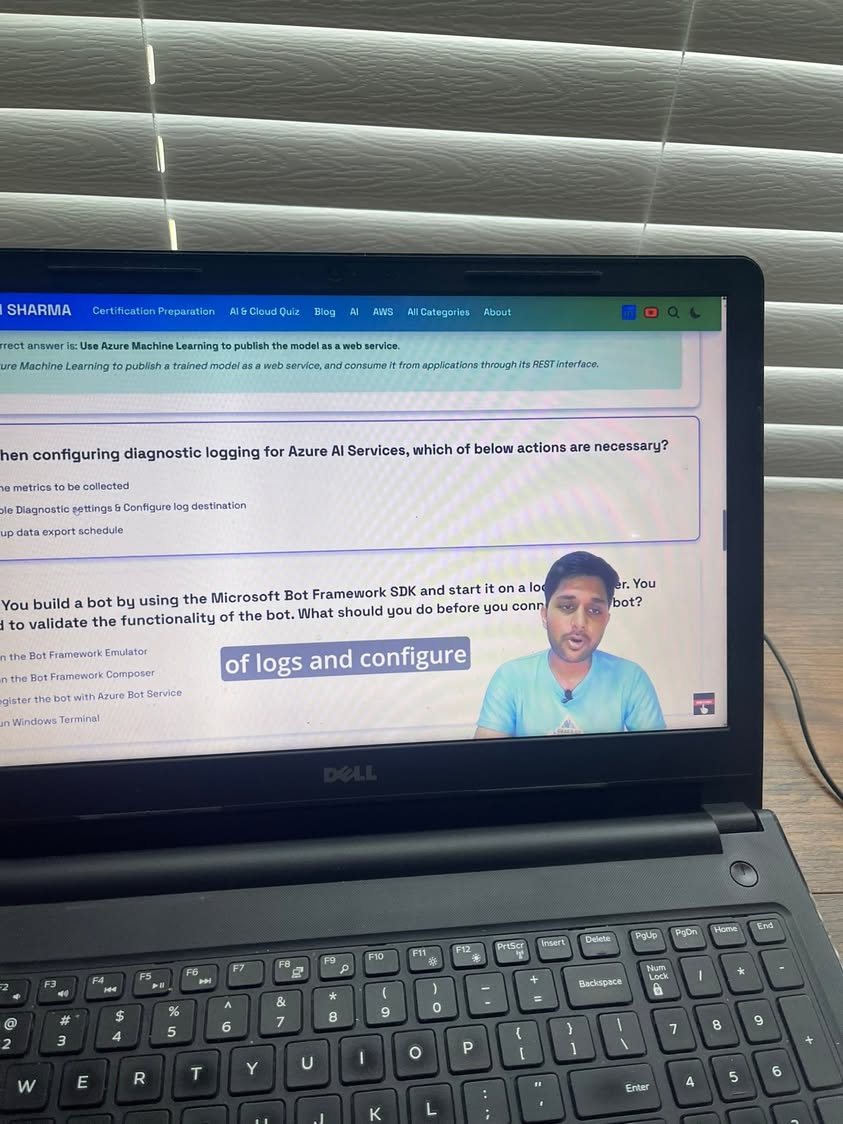 SHARMA
Certification Preparation AI & Cloud Quiz Blog AI AWS All Categories About
rrect answer is: Use Azure Machine Learning to publish the model as a web service.
ure Machine Learning to publish a trained model as a web service, and consume it from applications through its REST interface.
hen configuring diagnostic logging for Azure AI Services, which of below actions are necessary?
he metrics to be collected
ble Diagnostic settings & Configure log destination
up data export schedule
You build a bot by using the Microsoft Bot Framework SDK and start it on a loc er. You
d to validate the functionality of the bot. What should you do before you conn bot?
n the Bot Framework Emulator
n the Bot Framework Composer
egister the bot with Azure Bot Service
un Windows Terminal
of logs and configure
DELL
F2 F3 F4 F5 F6 F7 F8 F9 F10 F11 F12 PrtScr Insert Delete PgUp PgDn Home End
@ # $ % ^ & * ( ) _ + Backspace Num Lock / * -
2 3 4 5 6 7 8 9 0 - = 7 8 9 +
W E R T Y U I O P { [ } ] | \ 4 5 6
J K L : ; " ' Enter